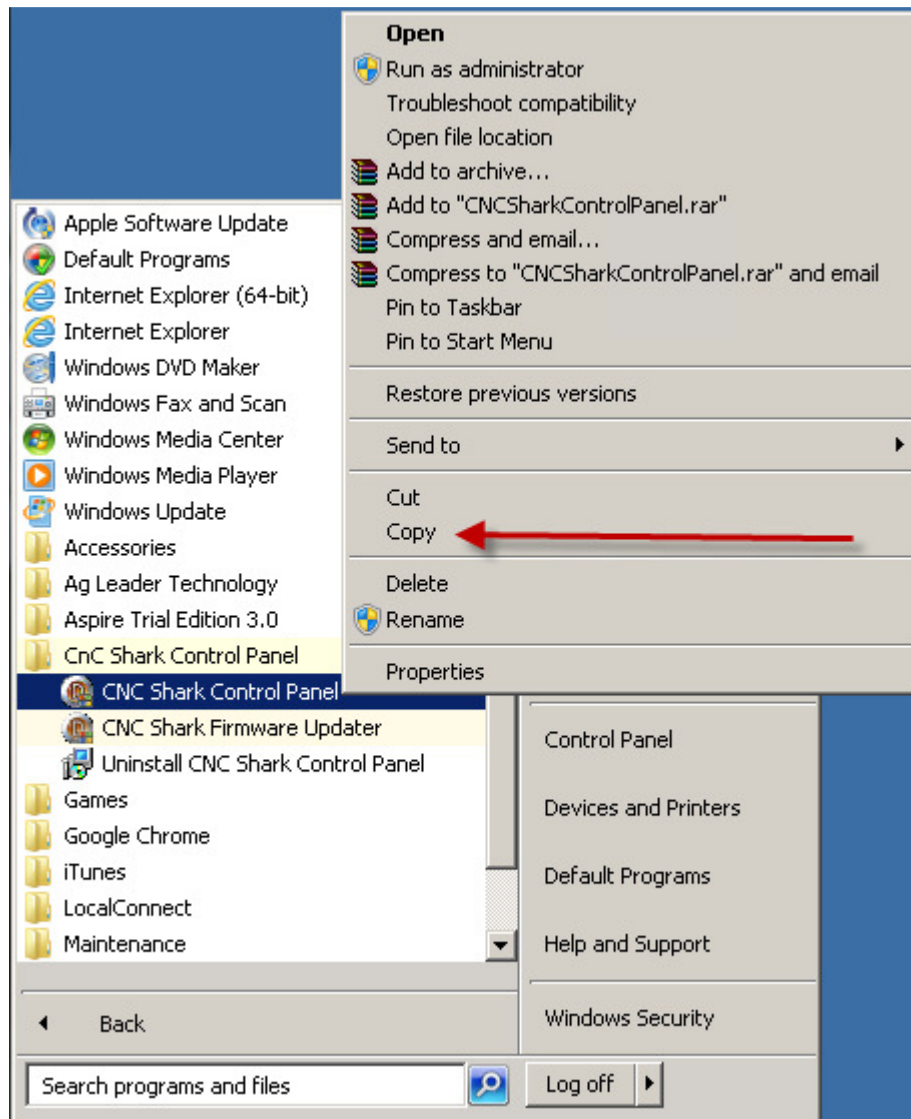 Open
Run as administrator
Troubleshoot compatibility
Open file location
Add to archive...
Add to "CNCSharkControlPanel.rar"
Compress and email...
Compress to "CNCSharkControlPanel.rar" and email
Pin to Taskbar
Pin to Start Menu
Restore previous versions
Send to
Cut
Copy
Delete
Rename
Properties
Apple Software Update
Default Programs
Internet Explorer (64-bit)
Internet Explorer
Windows DVD Maker
Windows Fax and Scan
Windows Media Center
Windows Media Player
Windows Update
Accessories
Ag Leader Technology
Aspire Trial Edition 3.0
CnC Shark Control Panel
CNC Shark Control Panel
CNC Shark Firmware Updater
Uninstall CNC Shark Control Panel
Games
Google Chrome
iTunes
LocalConnect
Maintenance
Back
Search programs and files
Control Panel
Devices and Printers
Default Programs
Help and Support
Windows Security
Log off